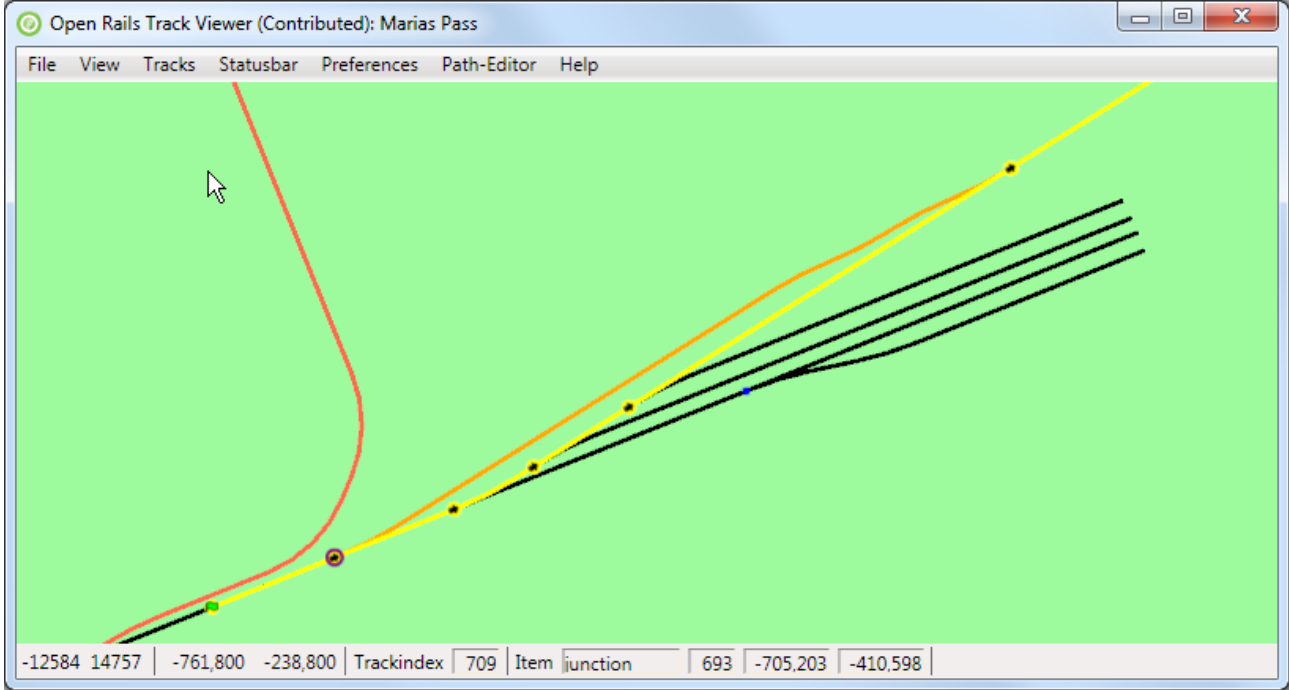 Open Rails Track Viewer (Contributed): Marias Pass
File View Tracks Statusbar Preferences Path-Editor Help
-12584 14757 -761,800 -238,800 Trackindex 709 Item junction 693 -705,203 -410,598